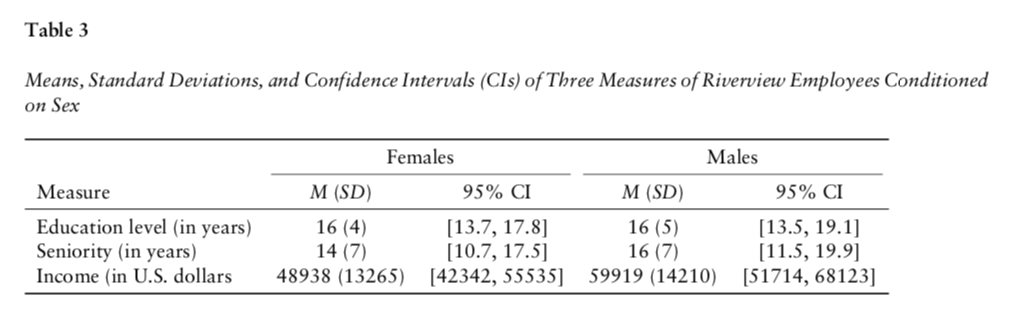 Table 3
Means, Standard Deviations, and Confidence Intervals (CIs) of Three Measures of Riverview Employees Conditioned
on Sex
Females Males
Measure M (SD) 95% CI M (SD) 95% CI
Education level (in years) 16 (4) [13.7, 17.8] 16 (5) [13.5, 19.1]
Seniority (in years) 14 (7) [10.7, 17.5] 16 (7) [11.5, 19.9]
Income (in U.S. dollars 48938 (13265) [42342, 55535] 59919 (14210) [51714, 68123]